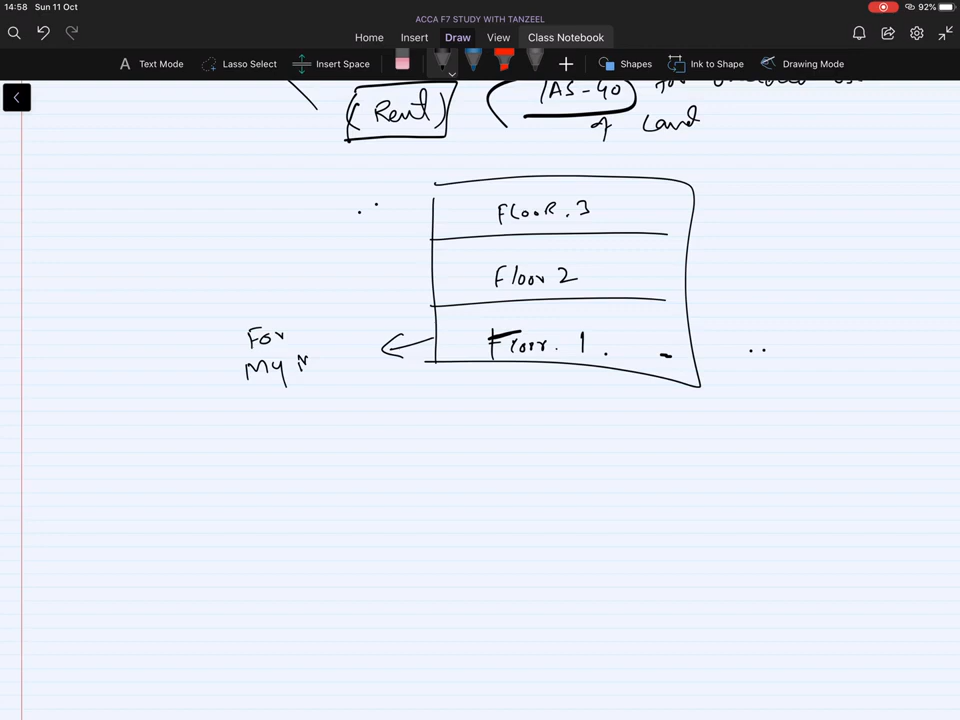 14:58 Sun 11 Oct
92%
ACCA F7 STUDY WITH TANZEEL
Home Insert Draw View Class Notebook
Text Mode Lasso Select Insert Space Shapes Ink to Shape Drawing Mode
(Rent) IAS-40 for
of Land
FlooR. 3
Floor 2
Floor. 1.
For
My